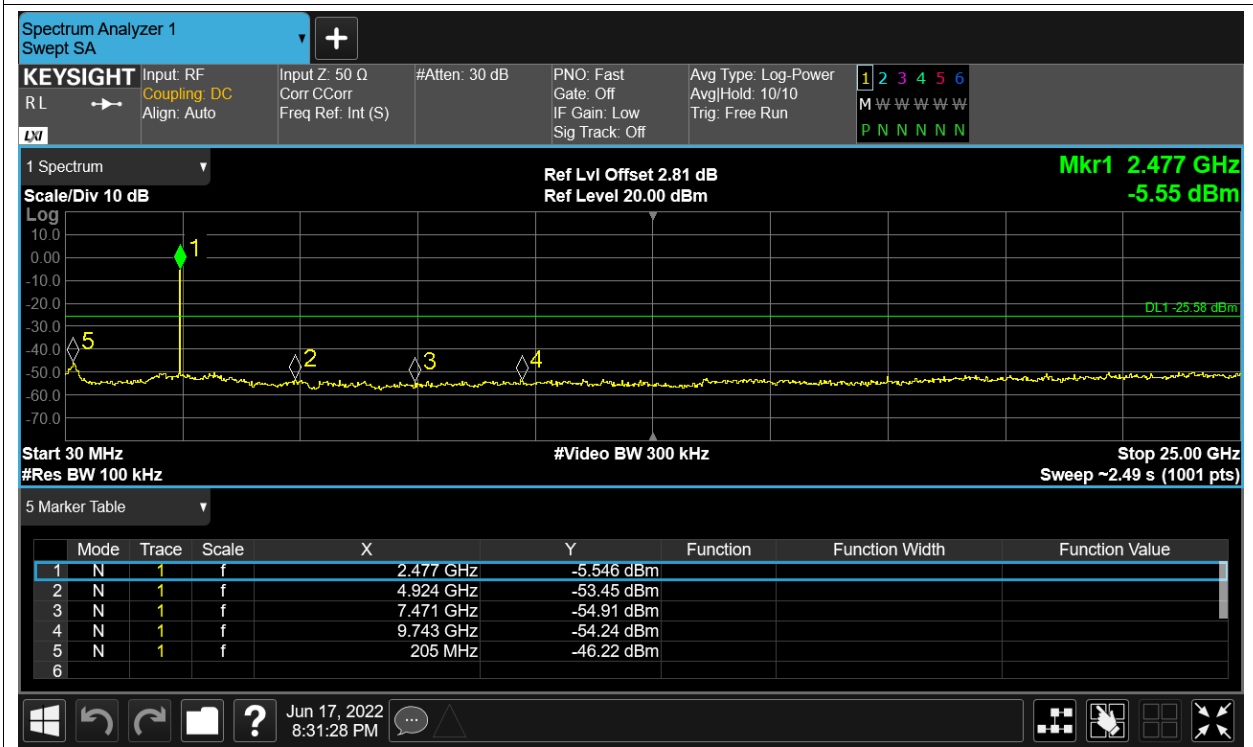 Spectrum Analyzer 1
Swept SA
KEYSIGHT Input: RF Input Z: 50 Ω #Atten: 30 dB PNO: Fast Avg Type: Log-Power 1 2 3 4 5 6
R L Coupling: DC Corr CCorr Gate: Off Avg|Hold: 10/10 M W W W W W
Align: Auto Freq Ref: Int (S) IF Gain: Low Trig: Free Run
LXI Sig Track: Off P N N N N N
1 Spectrum Ref Lvl Offset 2.81 dB Mkr1 2.477 GHz
Scale/Div 10 dB Ref Level 20.00 dBm -5.55 dBm
Log
10.0
1
0.00
-10.0
-20.0
DL1 -25.58 dBm
-30.0
5
-40.0
2 3 4
-50.0
-60.0
-70.0
Start 30 MHz #Video BW 300 kHz Stop 25.00 GHz
#Res BW 100 kHz Sweep ~2.49 s (1001 pts)
5 Marker Table
Mode Trace Scale X Y Function Function Width Function Value
1 N 1 f 2.477 GHz -5.546 dBm
2 N 1 f 4.924 GHz -53.45 dBm
3 N 1 f 7.471 GHz -54.91 dBm
4 N 1 f 9.743 GHz -54.24 dBm
5 N 1 f 205 MHz -46.22 dBm
6
? Jun 17, 2022
8:31:28 PM